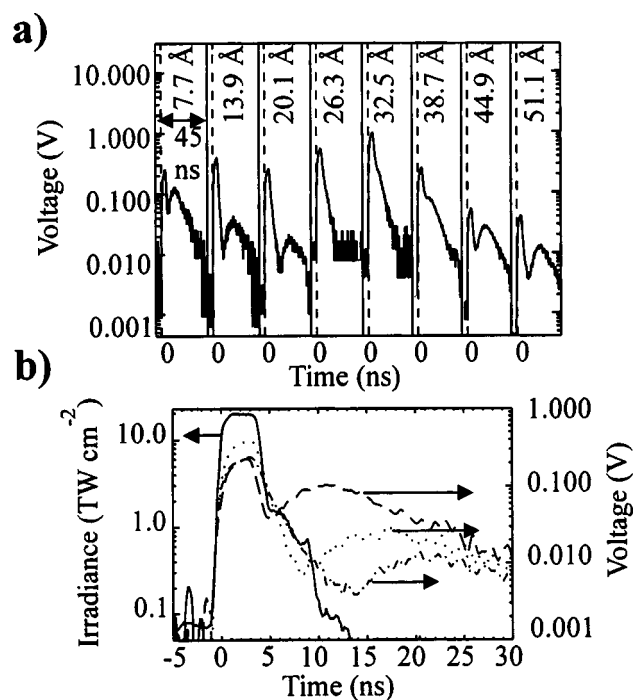 a)
Voltage (V)
10.000
1.000
0.100
0.010
0.001
7.7 Å
45
ns
13.9 Å
20.1 Å
26.3 Å
32.5 Å
38.7 Å
44.9 Å
51.1 Å
0 0 0 0 0 0 0 0
Time (ns)
b)
Irradiance (TW cm-2)
10.0
1.0
0.1
1.000
0.100
0.010
0.001
Voltage (V)
-5 0 5 10 15 20 25 30
Time (ns)